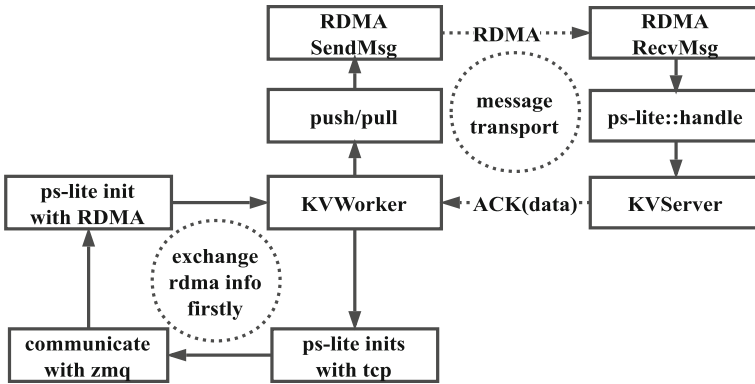 RDMA
SendMsg
RDMA
RDMA
RecvMsg
push/pull
message
transport
ps-lite::handle
ps-lite init
with RDMA
KVWorker
ACK(data)
KVServer
exchange
rdma info
firstly
communicate
with zmq
ps-lite inits
with tcp